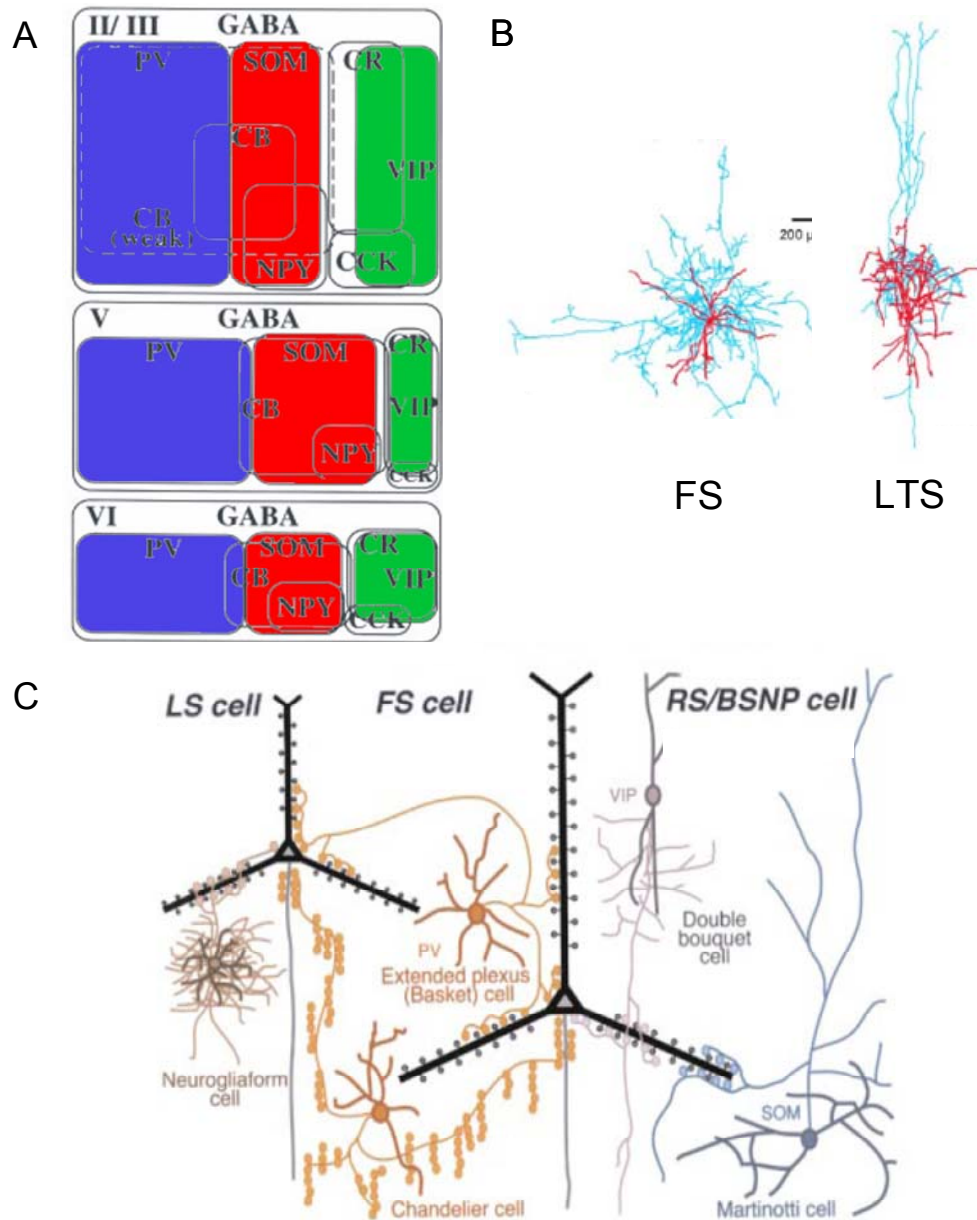 A
II/ III GABA
PV SOM CR
CB
VIP
CB
(weak)
NPY CCK
V GABA
PV SOM CR
CB VIP
NPY
CCK
VI GABA
PV SOM CR
CB VIP
NPY CCK
B
200 µ
FS LTS
C
LS cell FS cell RS/BSNP cell
VIP
Double
bouquet
cell
PV
Extended plexus
(Basket) cell
Neurogliaform
cell
SOM
Chandelier cell
Martinotti cell